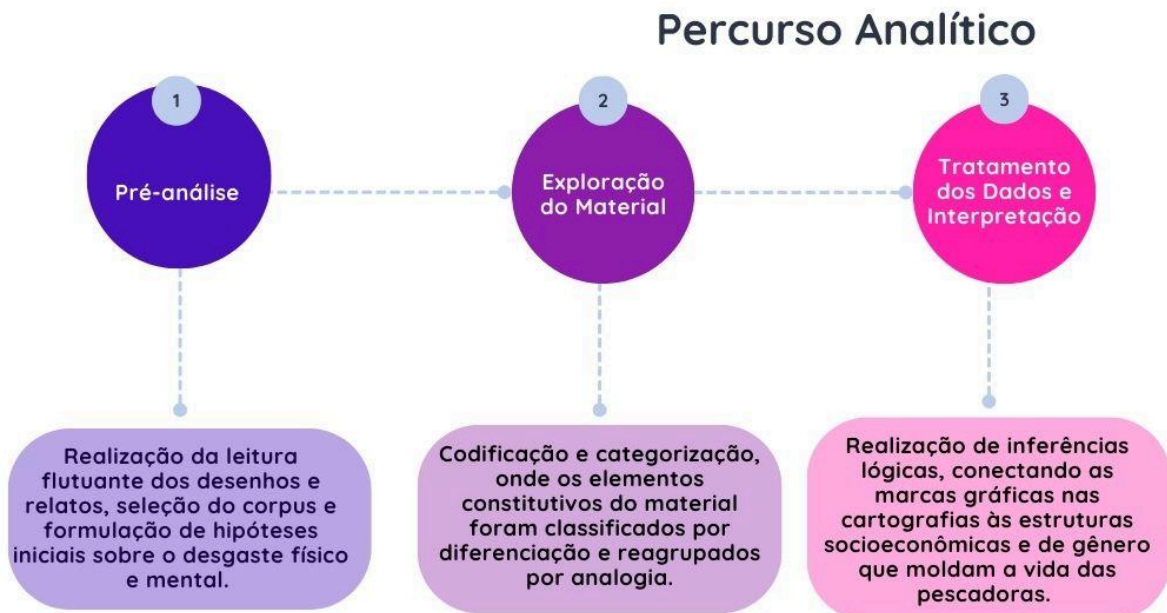 Percurso Analítico
1
Pré-análise
2
Exploração
do Material
3
Tratamento
dos Dados e
Interpretação
Realização da leitura
flutuante dos desenhos e
relatos, seleção do corpus e
formulação de hipóteses
iniciais sobre o desgaste físico
e mental.
Codificação e categorização,
onde os elementos
constitutivos do material
foram classificados por
diferenciação e reagrupados
por analogia.
Realização de inferências
lógicas, conectando as
marcas gráficas nas
cartografias às estruturas
socioeconômicas e de gênero
que moldam a vida das
pescadoras.